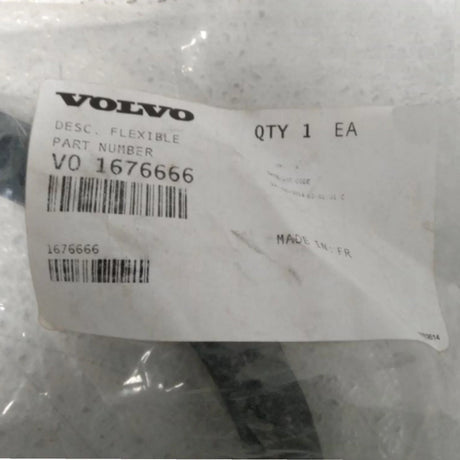 VOLVO
DESC. FLEXIBLE
PART NUMBER
VO 1676666
1676666
QTY 1 EA
MADE IN: FR